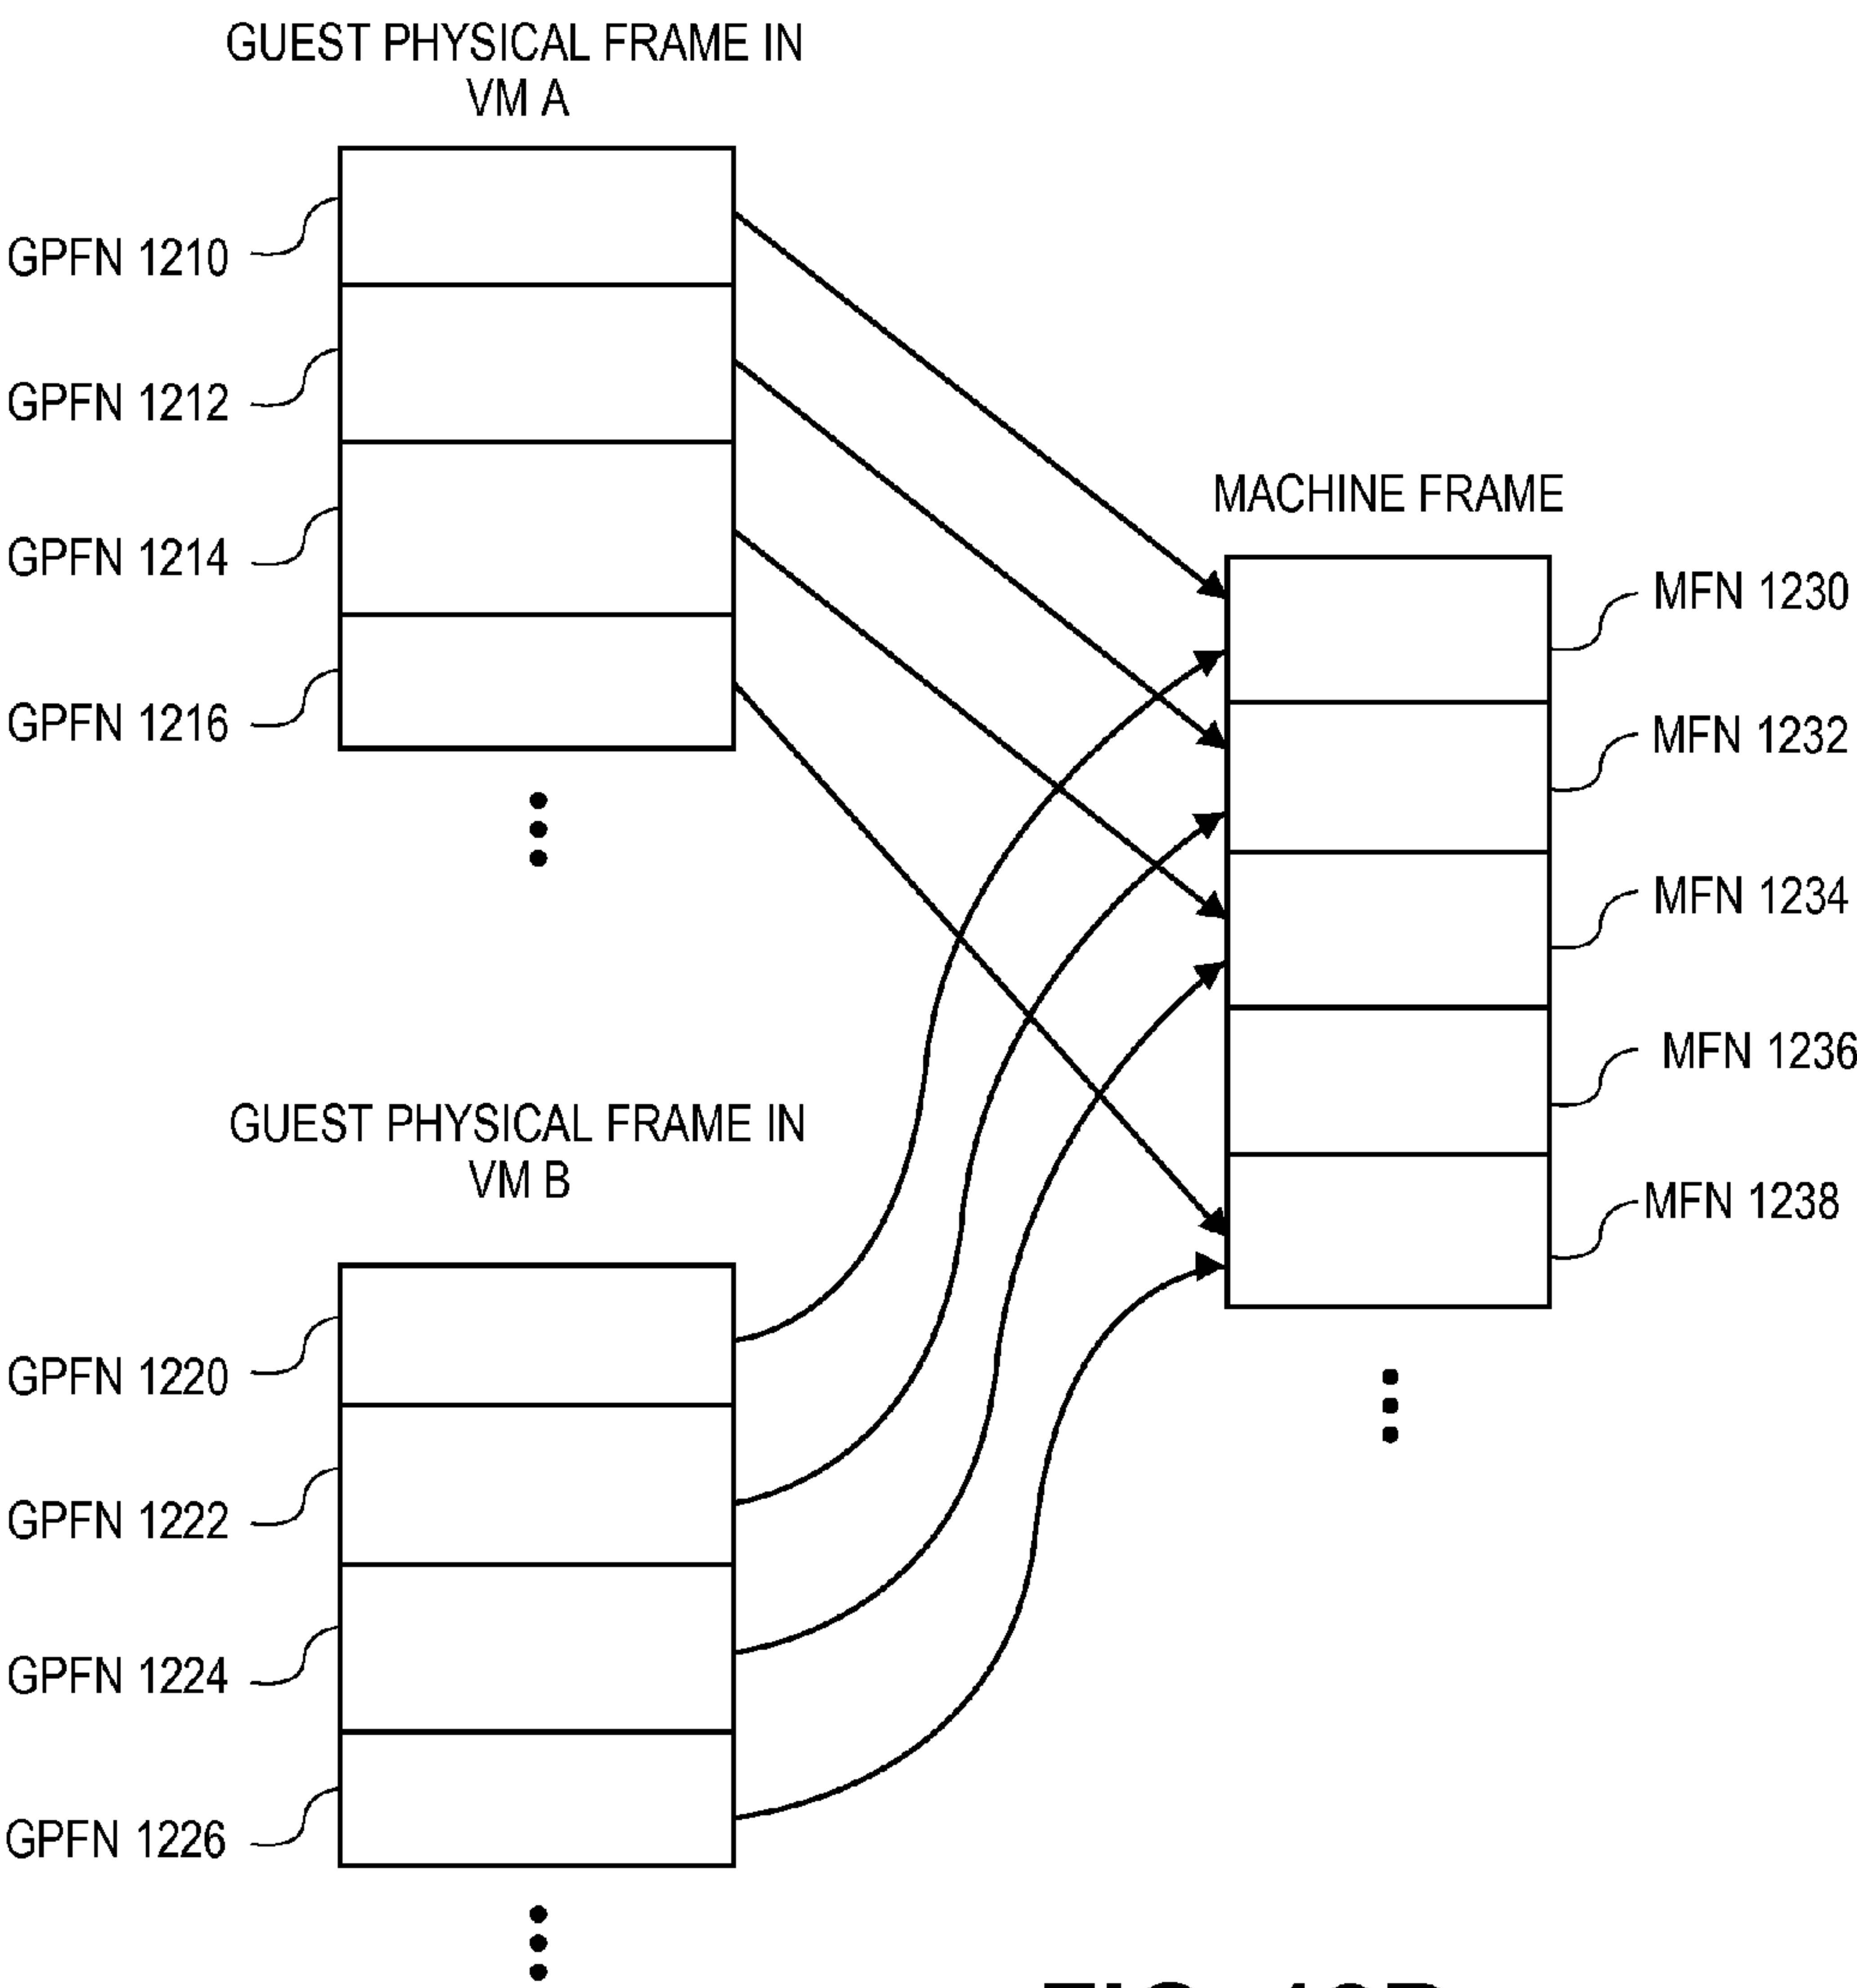 GUEST PHYSICAL FRAME IN
VM A
GPFN 1210
GPFN 1212
GPFN 1214
GPFN 1216
MACHINE FRAME
MFN 1230
MFN 1232
MFN 1234
MFN 1236
MFN 1238
GUEST PHYSICAL FRAME IN
VM B
GPFN 1220
GPFN 1222
GPFN 1224
GPFN 1226